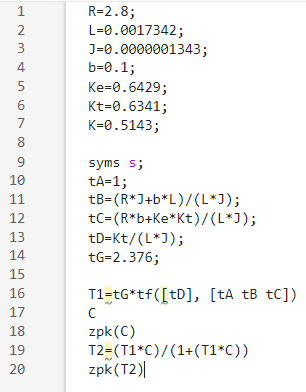 1 R=2.8;
2 L=0.0017342;
3 J=0.0000001343;
4 b=0.1;
5 Ke=0.6429;
6 Kt=0.6341;
7 K=0.5143;
8
9 syms s;
10 tA=1;
11 tB=(R*J+b*L)/(L*J);
12 tC=(R*b+Ke*Kt)/(L*J);
13 tD=Kt/(L*J);
14 tG=2.376;
15
16 T1=tG*tf([tD], [tA tB tC])
17 C
18 zpk(C)
19 T2=(T1*C)/(1+(T1*C))
20 zpk(T2)